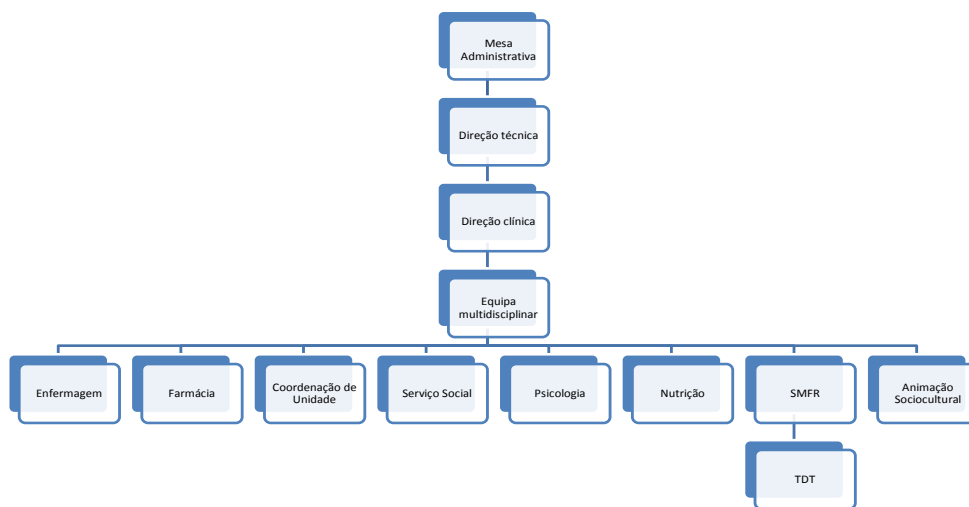 Mesa
Administrativa
Direção técnica
Direção clínica
Equipa
multidisciplinar
Enfermagem
Farmácia
Coordenação de
Unidade
Serviço Social
Psicologia
Nutrição
SMFR
Animação
Sociocultural
TDT